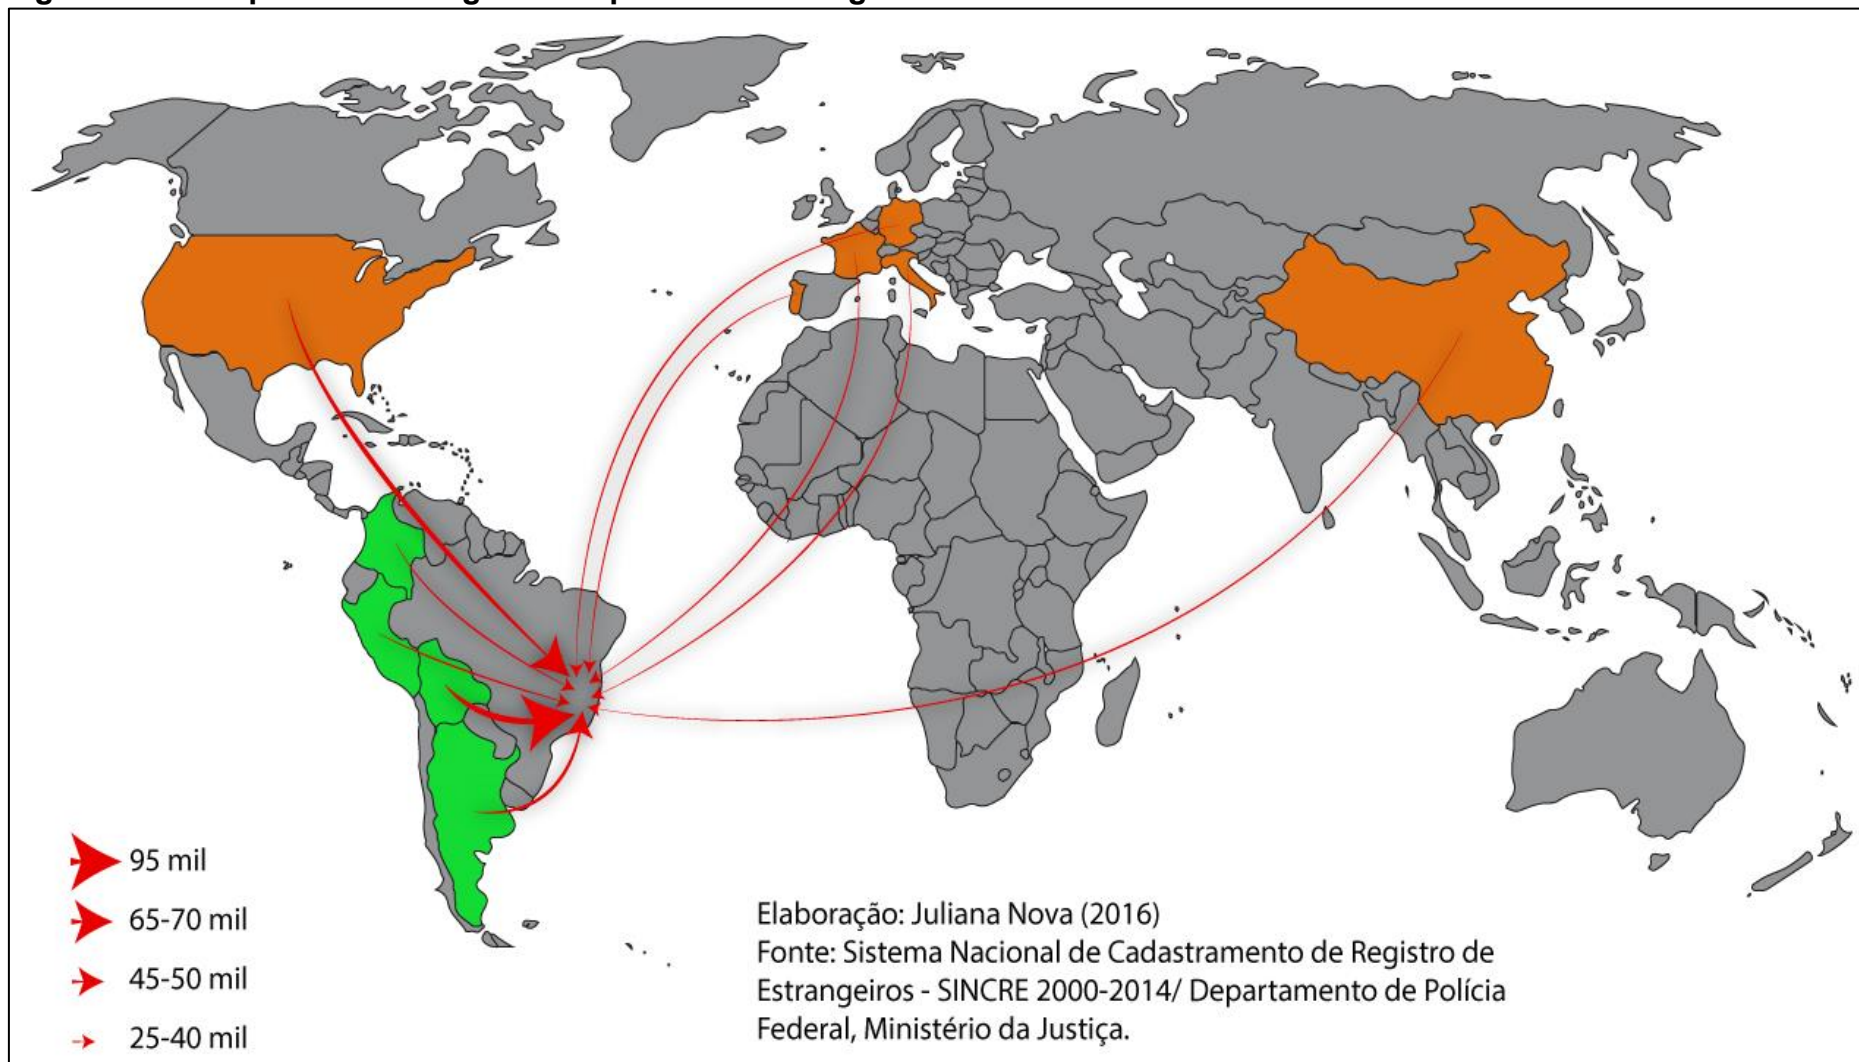 95 mil
65-70 mil
45-50 mil
25-40 mil
Elaboração: Juliana Nova (2016)
Fonte: Sistema Nacional de Cadastramento de Registro de
Estrangeiros - SINCRE 2000-2014/ Departamento de Polícia
Federal, Ministério da Justiça.